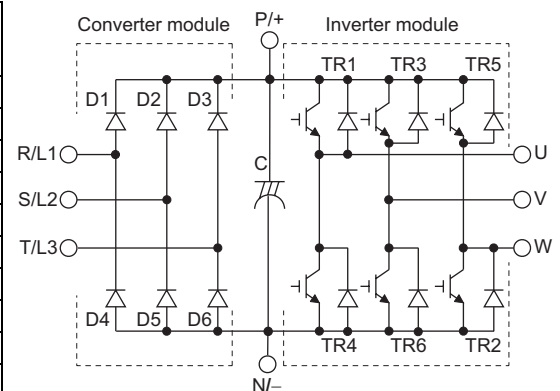 Converter module
P/+
Inverter module
TR1
TR3
TR5
D1
D2
D3
R/L1
U
C
S/L2
V
T/L3
W
D4
D5
D6
TR4
TR6
TR2
N/−